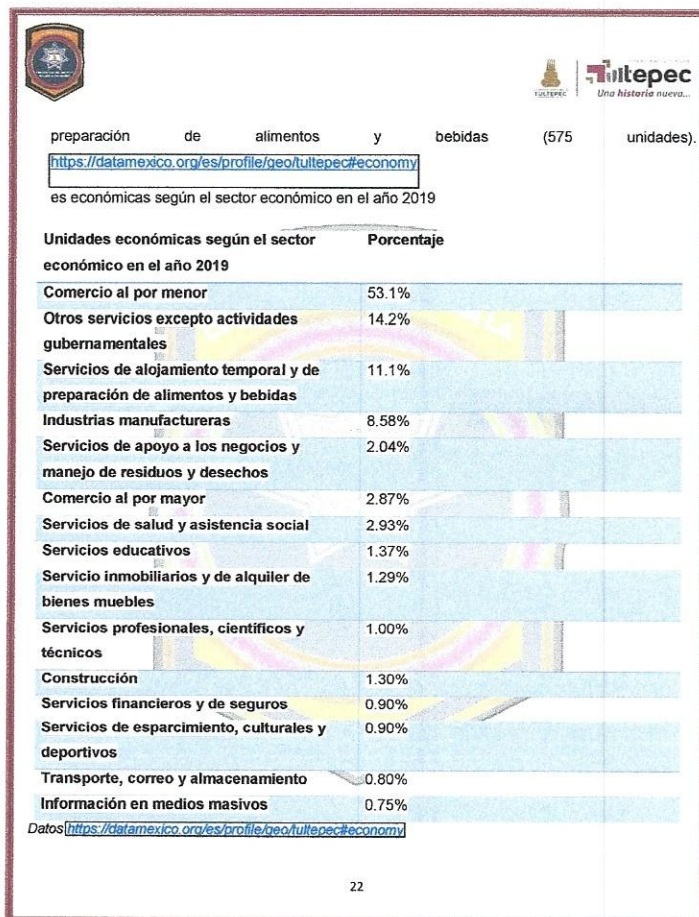 TULTEPEC
Tultepec
Una historia nueva...
preparación de alimentos y bebidas (575 unidades).
https://datamexico.org/es/profile/geo/tultepec#economy
es económicas según el sector económico en el año 2019
Unidades económicas según el sector Porcentaje
económico en el año 2019
Comercio al por menor 53.1%
Otros servicios excepto actividades 14.2%
gubernamentales
Servicios de alojamiento temporal y de 11.1%
preparación de alimentos y bebidas
Industrias manufactureras 8.58%
Servicios de apoyo a los negocios y 2.04%
manejo de residuos y desechos
Comercio al por mayor 2.87%
Servicios de salud y asistencia social 2.93%
Servicios educativos 1.37%
Servicio inmobiliarios y de alquiler de 1.29%
bienes muebles
Servicios profesionales, científicos y 1.00%
técnicos
Construcción 1.30%
Servicios financieros y de seguros 0.90%
Servicios de esparcimiento, culturales y 0.90%
deportivos
Transporte, correo y almacenamiento 0.80%
Información en medios masivos 0.75%
Datos https://datamexico.org/es/profile/geo/tultepec#economy
22